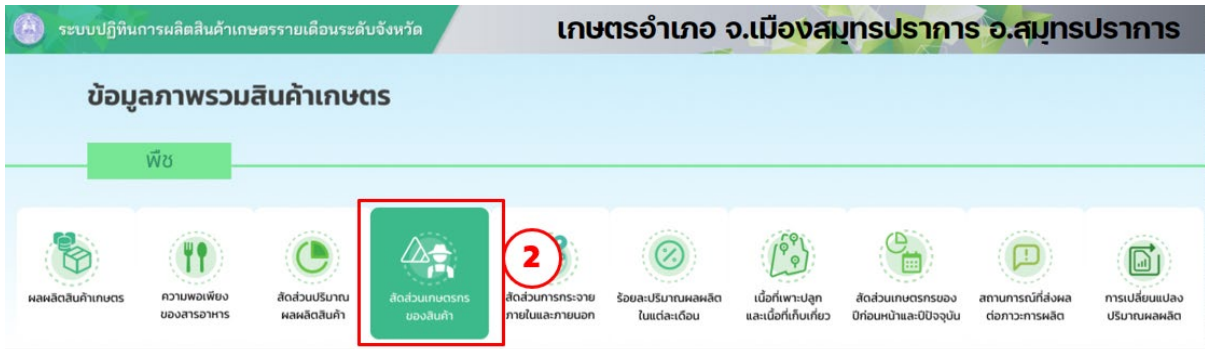 ระบบปฏิทินการผลิตสินค้าเกษตรรายเดือนระดับจังหวัด
เกษตรอำเภอ จ.เมืองสมุทรปราการ อ.สมุทรปราการ
ข้อมูลภาพรวมสินค้าเกษตร
พืช
ผลผลิตสินค้าเกษตร
ความพอเพียง
ของสารอาหาร
สัดส่วนปริมาณ
ผลผลิตสินค้า
สัดส่วนเกษตรกร
ของสินค้า
2
สัดส่วนการกระจาย
ภายในและภายนอก
ร้อยละปริมาณผลผลิต
ในแต่ละเดือน
เนื้อที่เพาะปลูก
และเนื้อที่เก็บเกี่ยว
สัดส่วนเกษตรกรของ
ปีก่อนหน้าและปีปัจจุบัน
สถานการณ์ที่ส่งผล
ต่อภาวะการผลิต
การเปลี่ยนแปลง
ปริมาณผลผลิต